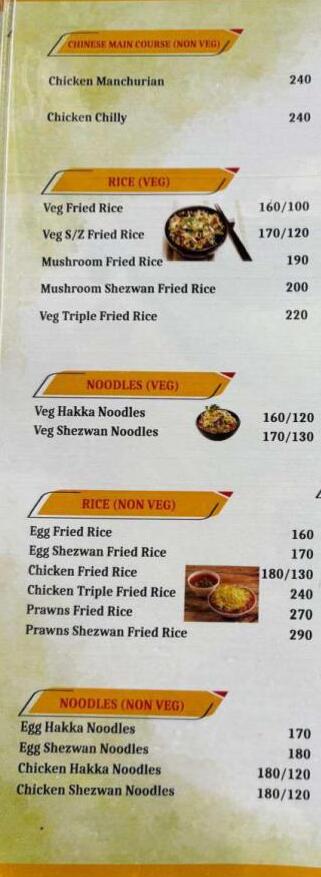 CHINESE MAIN COURSE (NON VEG)
Chicken Manchurian 240
Chicken Chilly 240
RICE (VEG)
Veg Fried Rice 160/100
Veg S/Z Fried Rice 170/120
Mushroom Fried Rice 190
Mushroom Shezwan Fried Rice 200
Veg Triple Fried Rice 220
NOODLES (VEG)
Veg Hakka Noodles 160/120
Veg Shezwan Noodles 170/130
RICE (NON VEG)
Egg Fried Rice 160
Egg Shezwan Fried Rice 170
Chicken Fried Rice 180/130
Chicken Triple Fried Rice 240
Prawns Fried Rice 270
Prawns Shezwan Fried Rice 290
NOODLES (NON VEG)
Egg Hakka Noodles 170
Egg Shezwan Noodles 180
Chicken Hakka Noodles 180/120
Chicken Shezwan Noodles 180/120